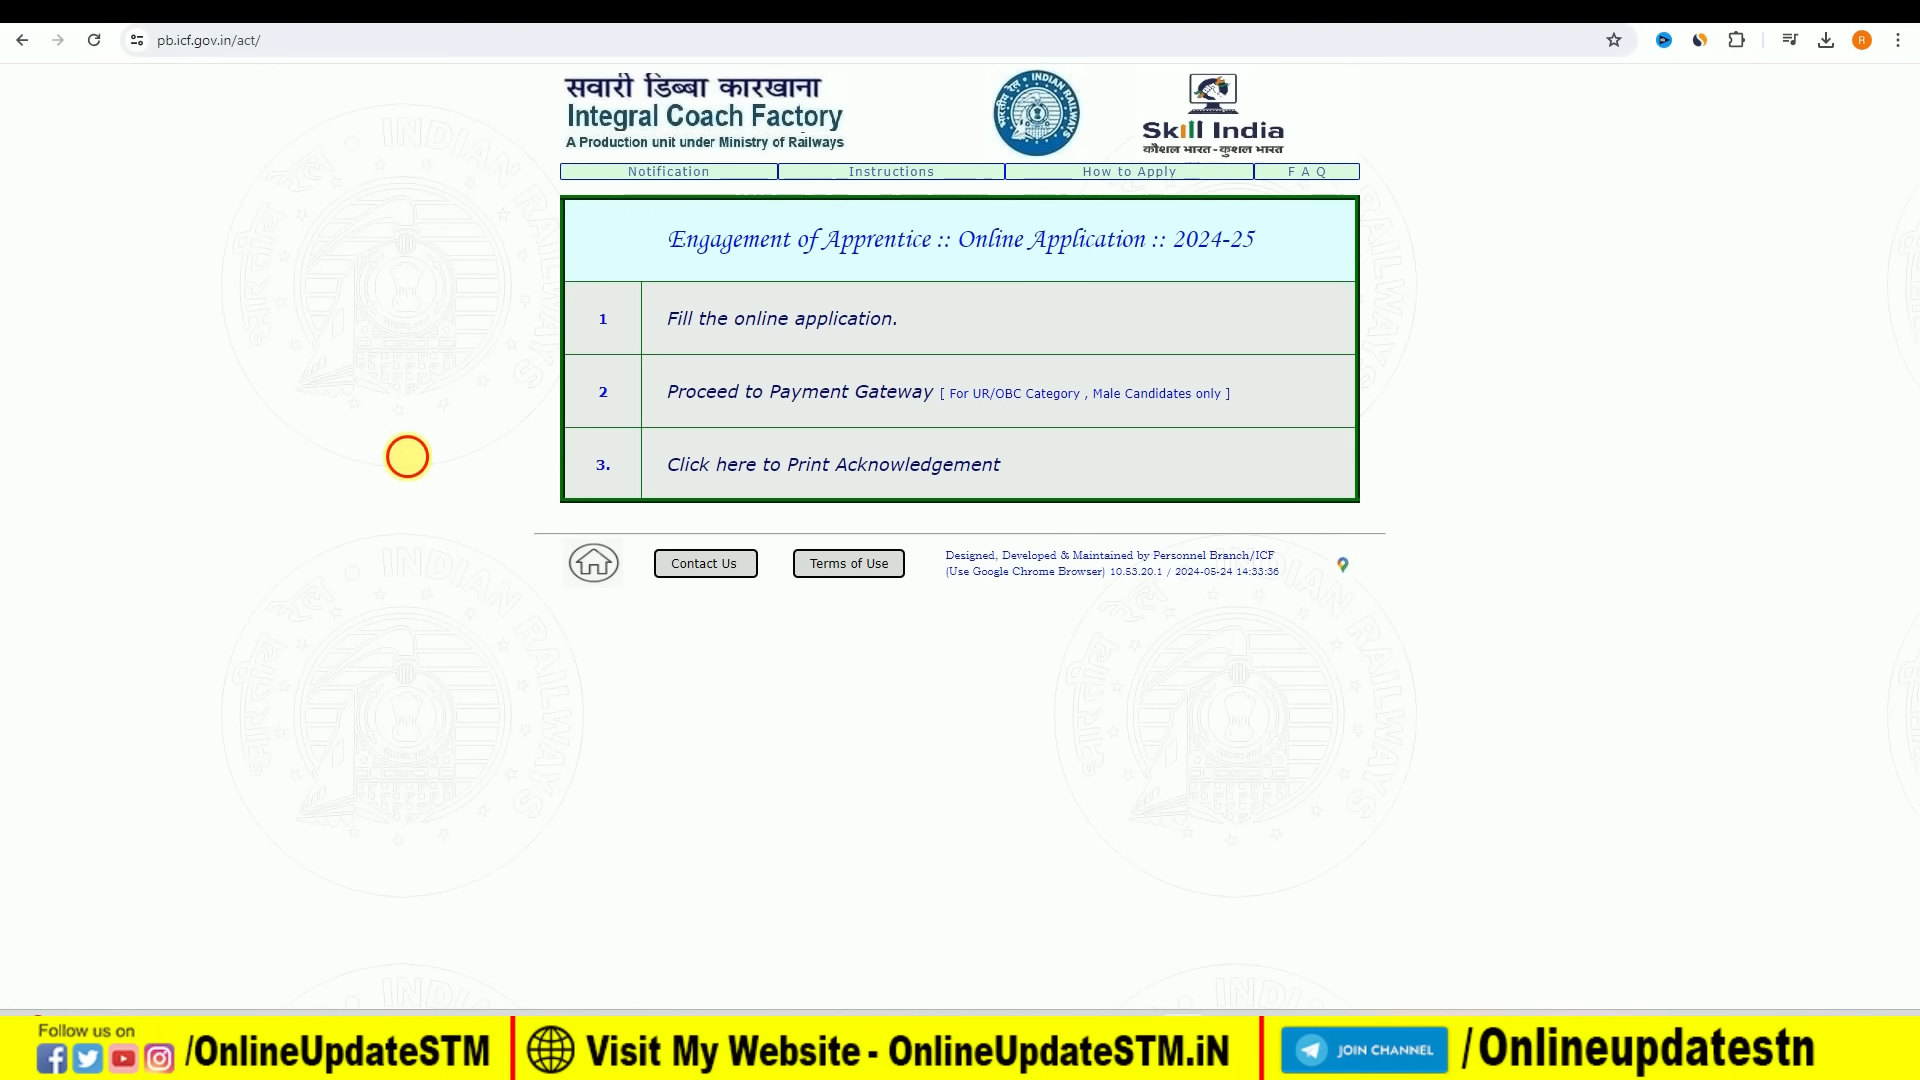 pb.icf.gov.in/act/
R
सवारी डिब्बा कारखाना
Integral Coach Factory
A Production unit under Ministry of Railways
INDIAN RAILWAYS
भारतीय रेल
Skill India
कौशल भारत - कुशल भारत
Notification
Instructions
How to Apply
F A Q
Engagement of Apprentice :: Online Application :: 2024-25
1 Fill the online application.
2 Proceed to Payment Gateway [ For UR/OBC Category , Male Candidates only ]
3. Click here to Print Acknowledgement
Contact Us
Terms of Use
Designed, Developed & Maintained by Personnel Branch/ICF
(Use Google Chrome Browser) 10.53.20.1 / 2024-05-24 14:33:36
Follow us on
/OnlineUpdateSTM
Visit My Website - OnlineUpdateSTM.iN
JOIN CHANNEL
/Onlineupdatestn